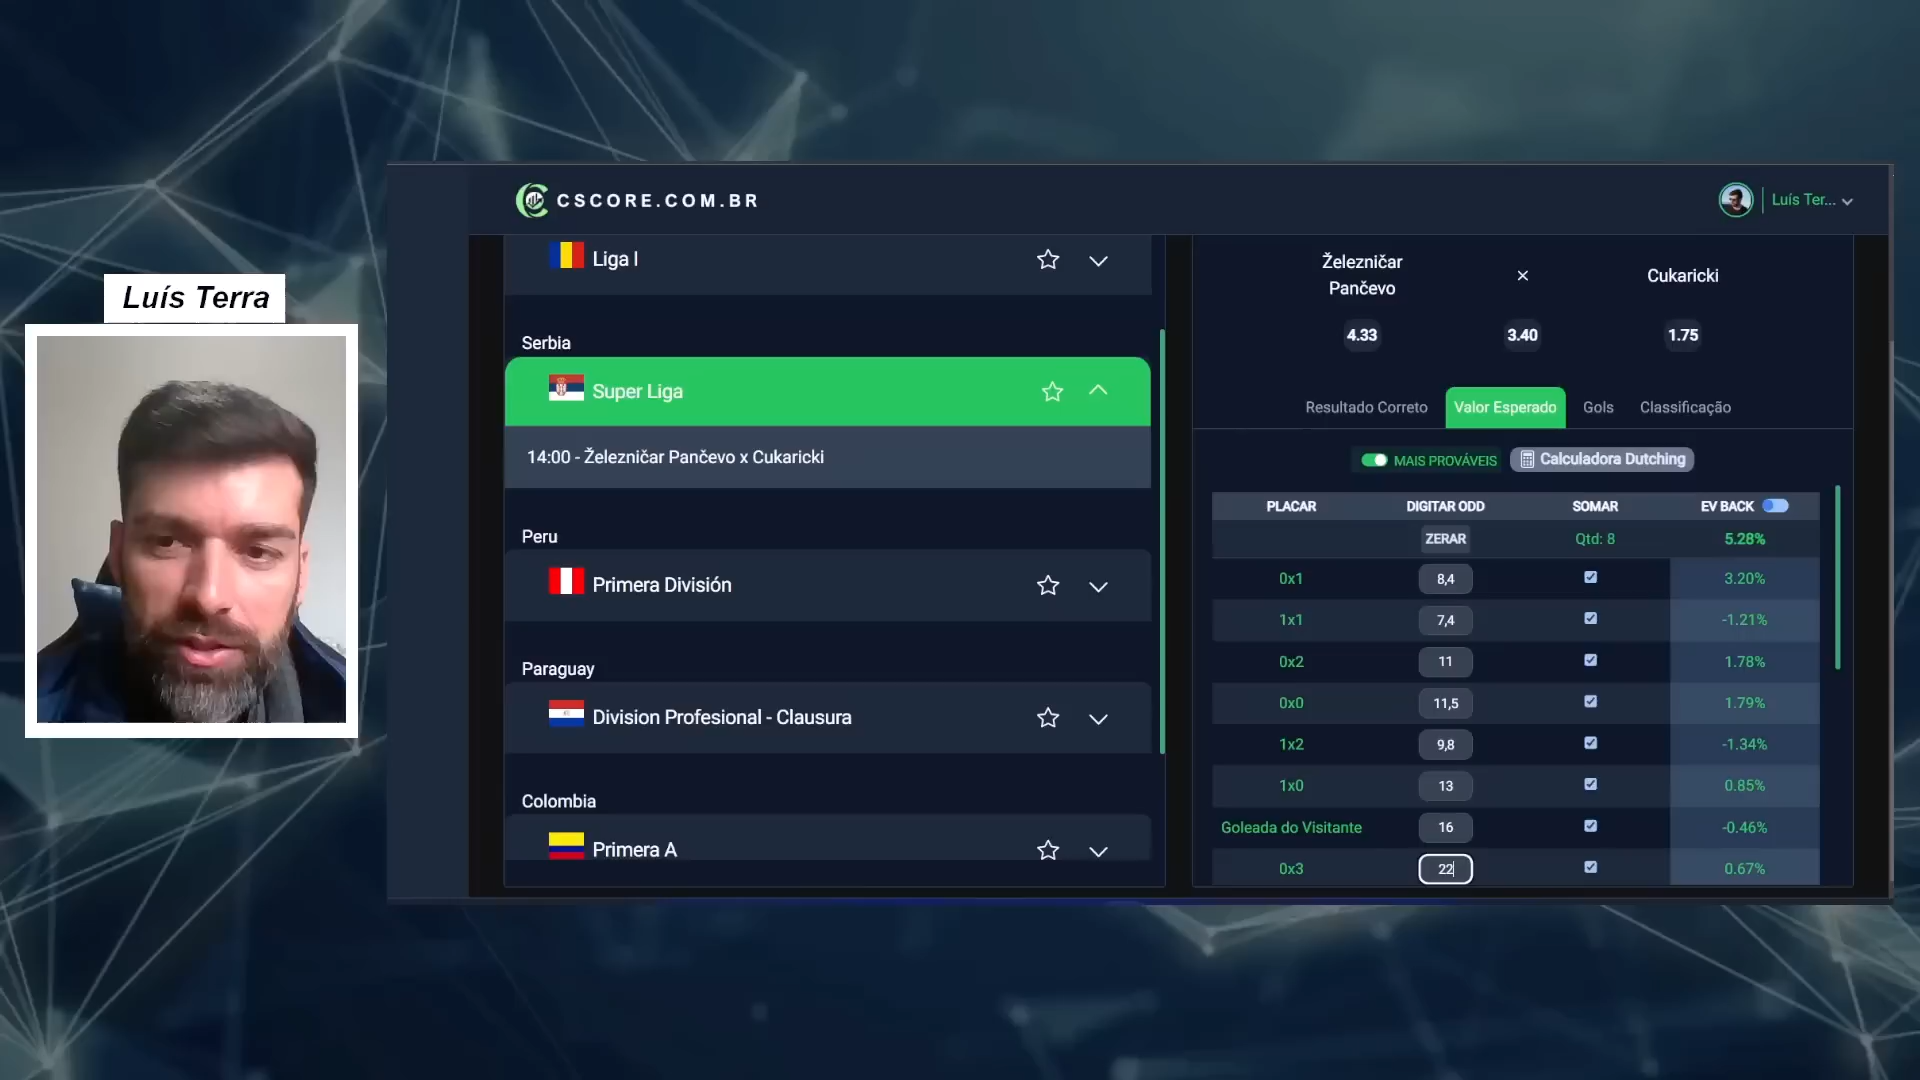 Luís Terra
CSCORE.COM.BR
Luís Ter...
Liga I
Serbia
Super Liga
14:00 - Železničar Pančevo x Cukaricki
Peru
Primera División
Paraguay
Division Profesional - Clausura
Colombia
Primera A
Železničar
Pančevo
×
Cukaricki
4.33 3.40 1.75
Resultado Correto Valor Esperado Gols Classificação
MAIS PROVÁVEIS Calculadora Dutching
PLACAR DIGITAR ODD SOMAR EV BACK
ZERAR Qtd: 8 5.28%
0x1 8,4 3.20%
1x1 7,4 -1.21%
0x2 11 1.78%
0x0 11,5 1.79%
1x2 9,8 -1.34%
1x0 13 0.85%
Goleada do Visitante 16 -0.46%
0x3 22 0.67%